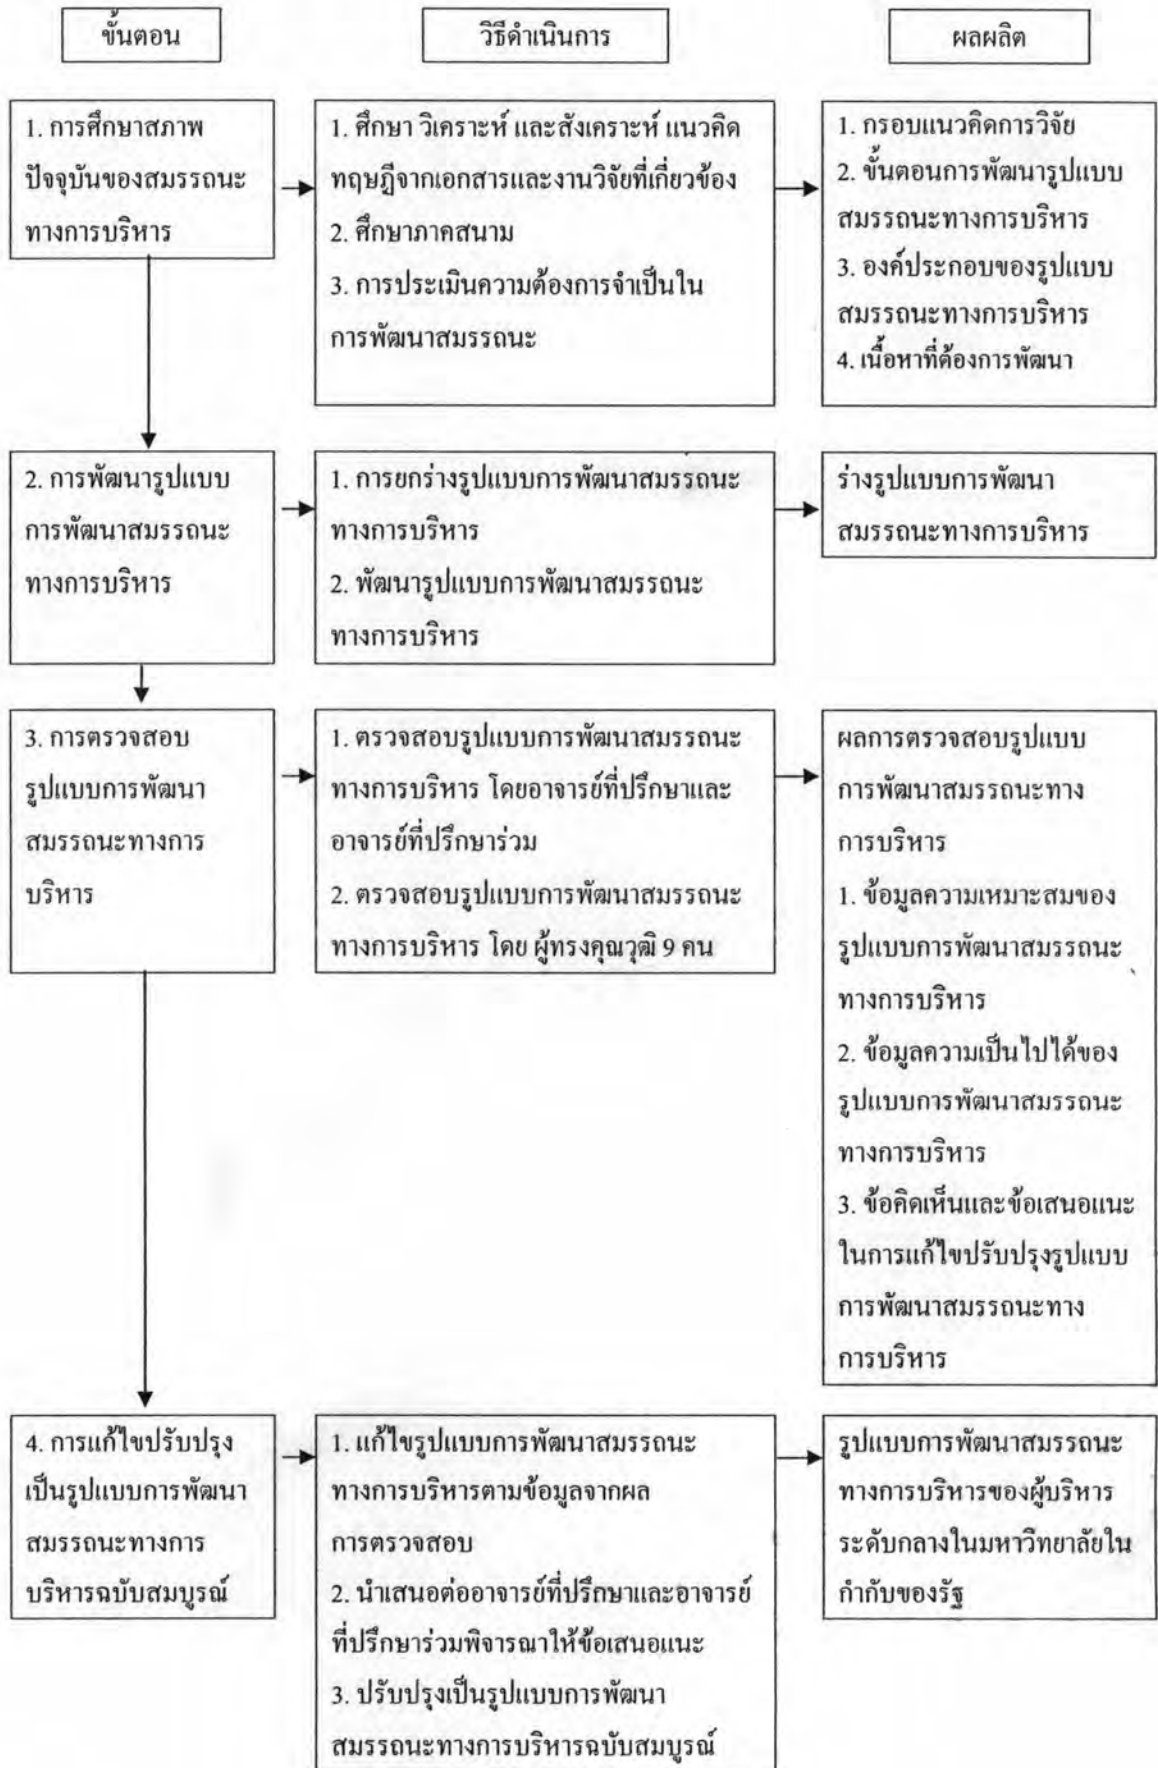 ขั้นตอน
วิธีดำเนินการ
ผลผลิต
1. การศึกษาสภาพ
ปัจจุบันของสมรรถนะ
ทางการบริหาร
1. ศึกษา วิเคราะห์ และสังเคราะห์ แนวคิด
ทฤษฎีจากเอกสารและงานวิจัยที่เกี่ยวข้อง
2. ศึกษาภาคสนาม
3. การประเมินความต้องการจำเป็นใน
การพัฒนาสมรรถนะ
1. กรอบแนวคิดการวิจัย
2. ขั้นตอนการพัฒนารูปแบบ
สมรรถนะทางการบริหาร
3. องค์ประกอบของรูปแบบ
สมรรถนะทางการบริหาร
4. เนื้อหาที่ต้องการพัฒนา
2. การพัฒนารูปแบบ
การพัฒนาสมรรถนะ
ทางการบริหาร
1. การยกร่างรูปแบบการพัฒนาสมรรถนะ
ทางการบริหาร
2. พัฒนารูปแบบการพัฒนาสมรรถนะ
ทางการบริหาร
ร่างรูปแบบการพัฒนา
สมรรถนะทางการบริหาร
3. การตรวจสอบ
รูปแบบการพัฒนา
สมรรถนะทางการ
บริหาร
1. ตรวจสอบรูปแบบการพัฒนาสมรรถนะ
ทางการบริหาร โดยอาจารย์ที่ปรึกษาและ
อาจารย์ที่ปรึกษาร่วม
2. ตรวจสอบรูปแบบการพัฒนาสมรรถนะ
ทางการบริหาร โดย ผู้ทรงคุณวุฒิ 9 คน
ผลการตรวจสอบรูปแบบ
การพัฒนาสมรรถนะทาง
การบริหาร
1. ข้อมูลความเหมาะสมของ
รูปแบบการพัฒนาสมรรถนะ
ทางการบริหาร
2. ข้อมูลความเป็นไปได้ของ
รูปแบบการพัฒนาสมรรถนะ
ทางการบริหาร
3. ข้อคิดเห็นและข้อเสนอแนะ
ในการแก้ไขปรับปรุงรูปแบบ
การพัฒนาสมรรถนะทาง
การบริหาร
4. การแก้ไขปรับปรุง
เป็นรูปแบบการพัฒนา
สมรรถนะทางการ
บริหารฉบับสมบูรณ์
1. แก้ไขรูปแบบการพัฒนาสมรรถนะ
ทางการบริหารตามข้อมูลจากผล
การตรวจสอบ
2. นำเสนอต่ออาจารย์ที่ปรึกษาและอาจารย์
ที่ปรึกษาร่วมพิจารณาให้ข้อเสนอแนะ
3. ปรับปรุงเป็นรูปแบบการพัฒนา
สมรรถนะทางการบริหารฉบับสมบูรณ์
รูปแบบการพัฒนาสมรรถนะ
ทางการบริหารของผู้บริหาร
ระดับกลางในมหาวิทยาลัยใน
กำกับของรัฐ